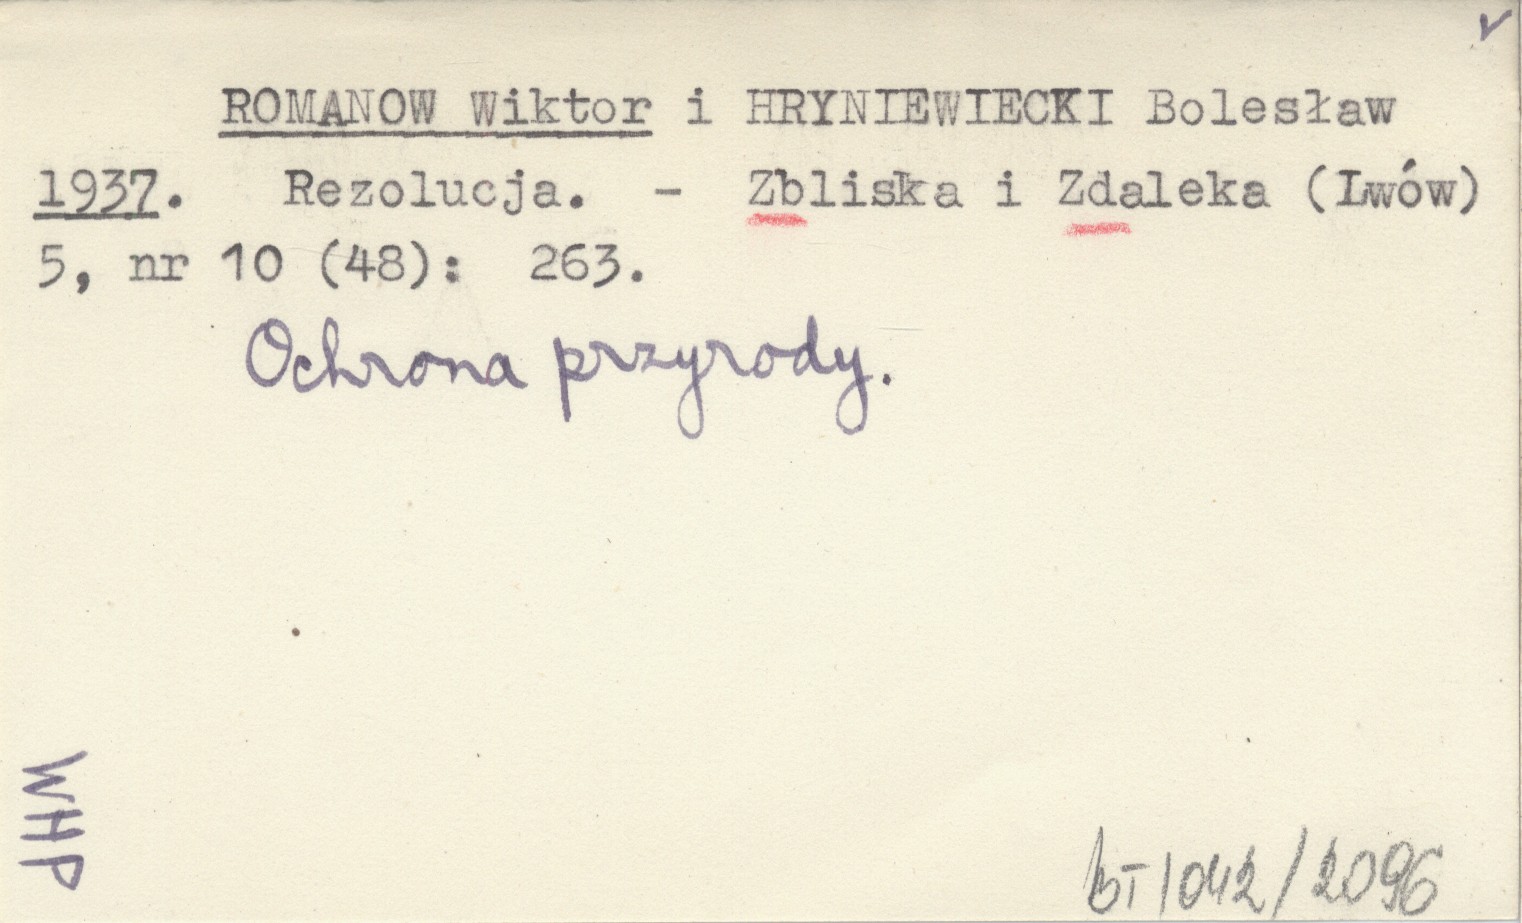 ROMANOW Wiktor i HRYNIEWIECKI Bolesław
1937. Rezolucja. - Zbliska i Zdaleka (Lwów)
5, nr 10 (48): 263.
Ochrona przyrody.
WHP
bT/042/2096